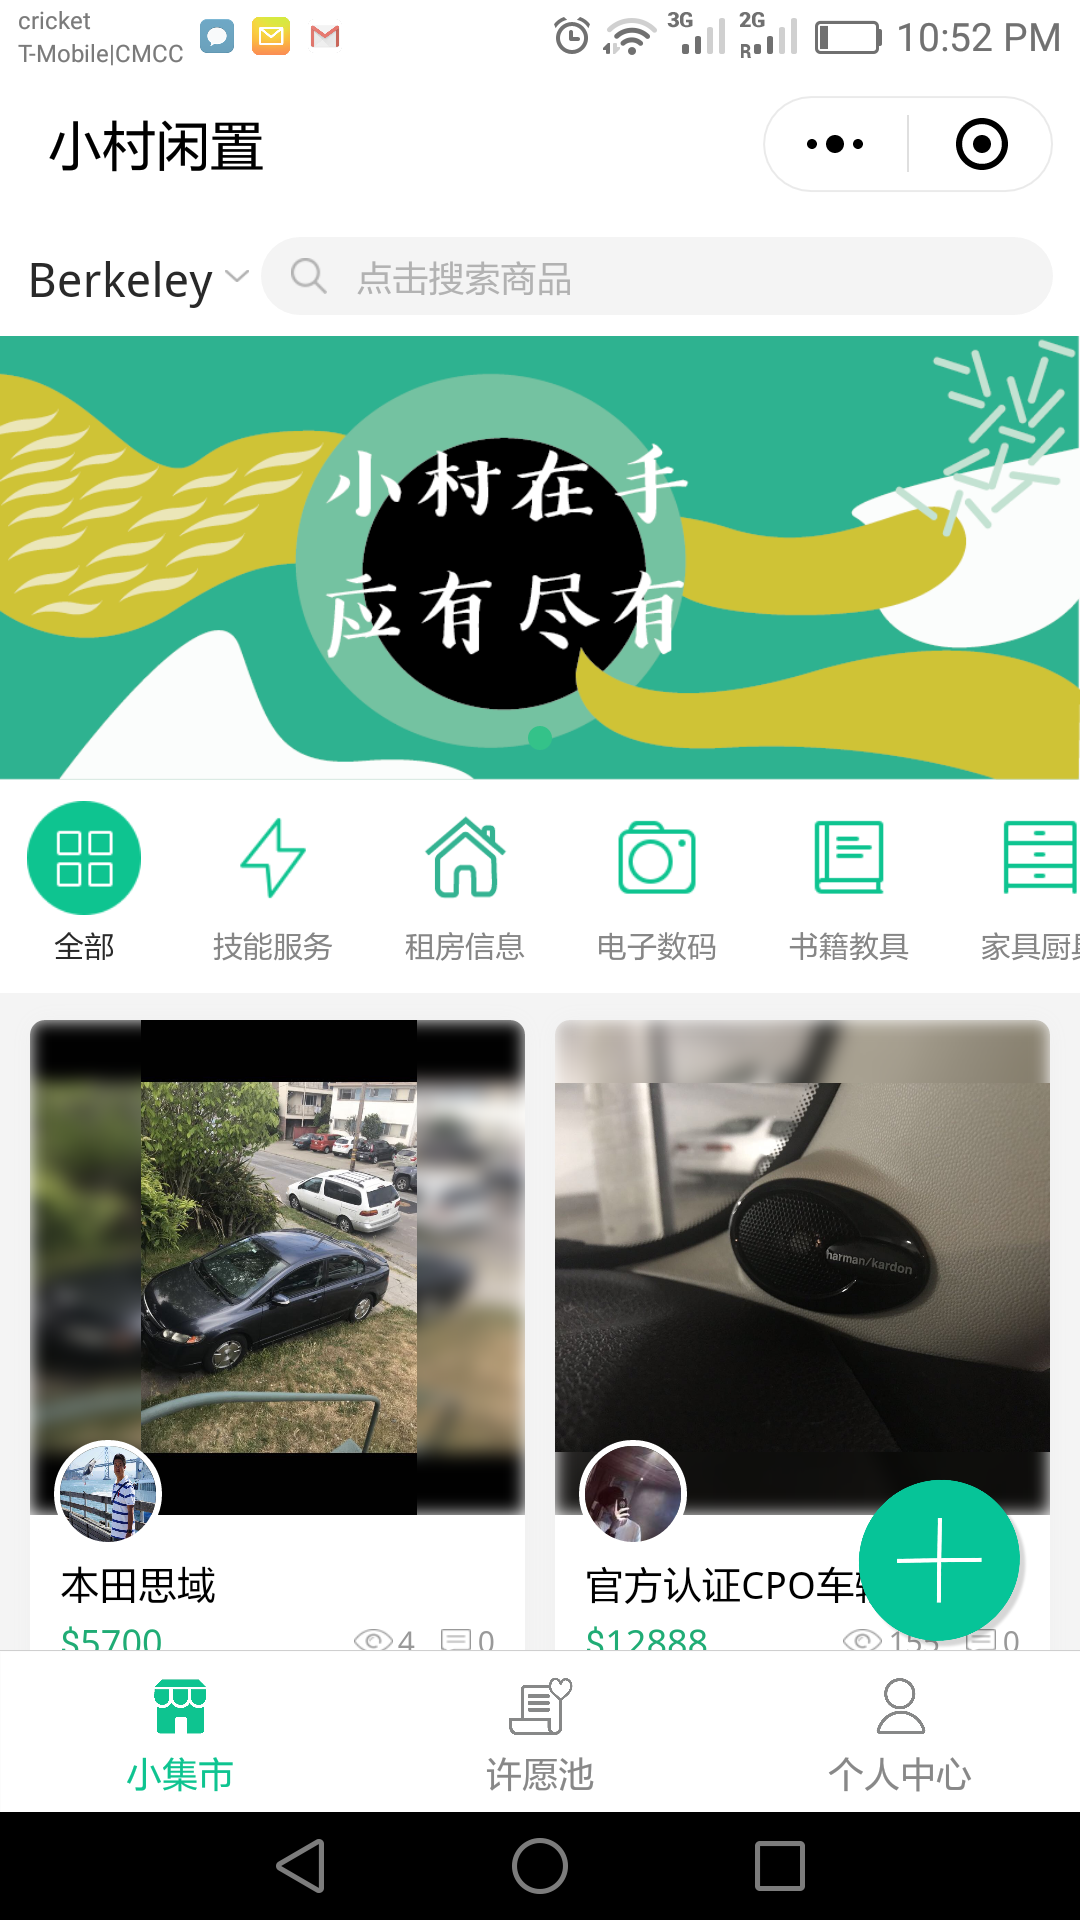 cricket
T-Mobile|CMCC
3G
2G
R
10:52 PM
小村闲置
Berkeley
点击搜索商品
小村在手
应有尽有
全部
技能服务
租房信息
电子数码
书籍教具
家具厨
harman/kardon
本田思域
官方认证CPO车
$5700
4
0
$12888
155
0
小集市
许愿池
个人中心